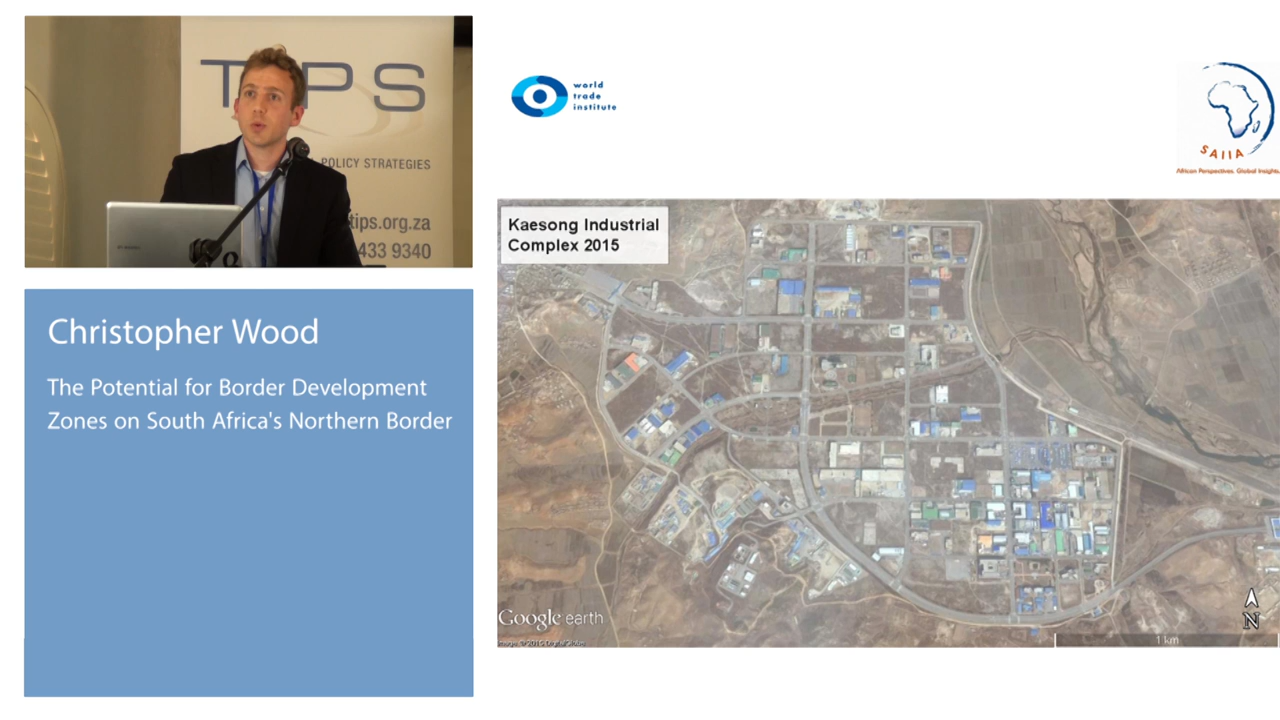 TIPS
POLICY STRATEGIES
tips.org.za
433 9340
Christopher Wood
The Potential for Border Development
Zones on South Africa's Northern Border
world
trade
institute
SAIIA
African Perspectives. Global Insights.
Kaesong Industrial
Complex 2015
Google earth
N
1 km